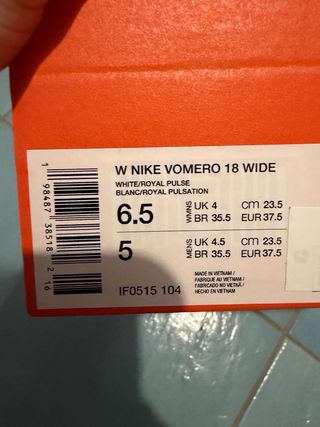 W NIKE VOMERO 18 WIDE
WHITE/ROYAL PULSE
BLANC/ROYAL PULSATION
6.5 WMNS UK 4 cm 23.5
BR 35.5 EUR 37.5
5 MENS UK 4.5 cm 23.5
BR 35.5 EUR 37.5
MADE IN VIETNAM /
FABRIQUE AU VIETNAM /
FABRICADO NO VIETNÃ /
HECHO EN VIETNAM
IF0515 104
1 98487 38518 2 16